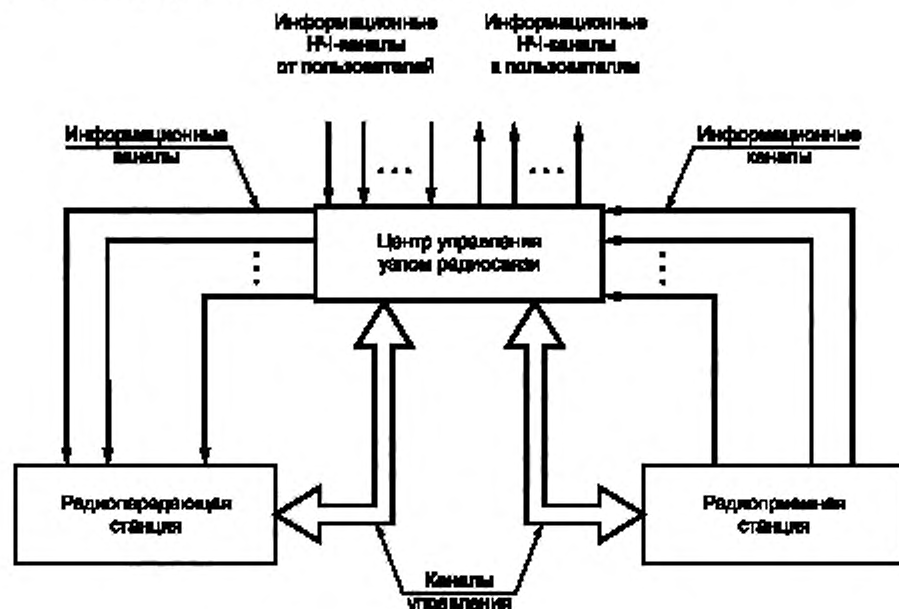 Информационные
НЧ-каналы
от пользователей
Информационные
НЧ-каналы
к пользователям
Информационные
каналы
Информационные
каналы
Центр управления
узлом радиосвязи
Радиопередающая
станция
Радиоприемная
станция
Каналы
управления